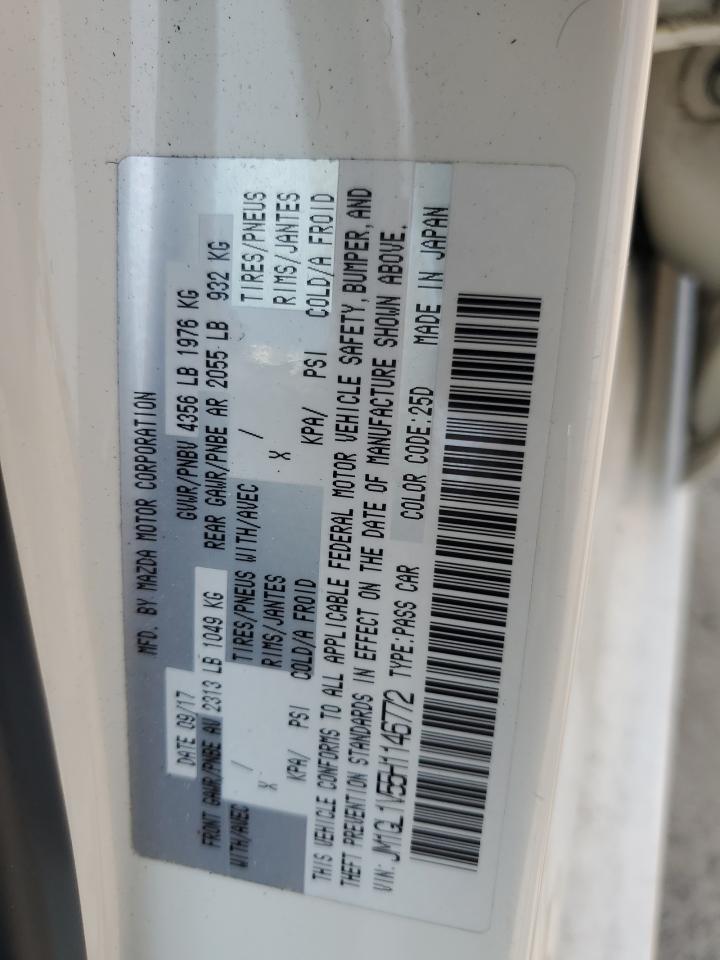 MFD. BY MAZDA MOTOR CORPORATION
DATE 09/17 GVWR/PNBV 4356 LB 1976 KG
FRONT GAWR/PNBE AV 2313 LB 1049 KG REAR GAWR/PNBE AR 2055 LB 932 KG
WITH/AVEC / TIRES/PNEUS WITH/AVEC / TIRES/PNEUS
X RIMS/JANTES X RIMS/JANTES
KPA/ PSI COLD/A FROID KPA/ PSI COLD/A FROID
THIS VEHICLE CONFORMS TO ALL APPLICABLE FEDERAL MOTOR VEHICLE SAFETY, BUMPER, AND
THEFT PREVENTION STANDARDS IN EFFECT ON THE DATE OF MANUFACTURE SHOWN ABOVE.
VIN: JM1GL1V55H1146772 TYPE:PASS CAR COLOR CODE:25D MADE IN JAPAN